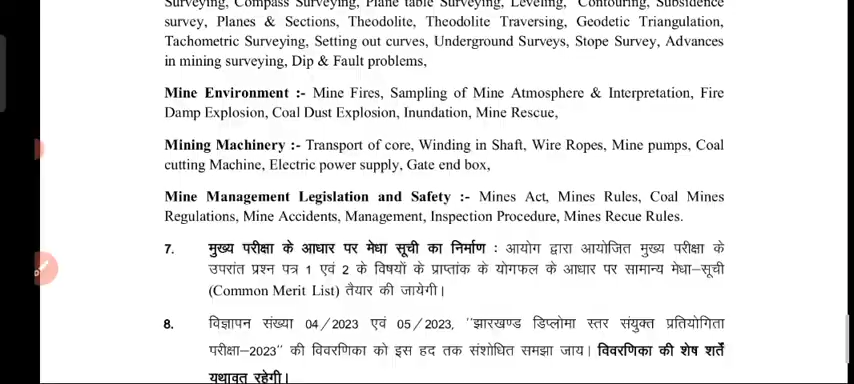 Surveying, Compass Surveying, Plane table Surveying, Leveling, Contouring, Subsidence
survey, Planes & Sections, Theodolite, Theodolite Traversing, Geodetic Triangulation,
Tachometric Surveying, Setting out curves, Underground Surveys, Stope Survey, Advances
in mining surveying, Dip & Fault problems,
Mine Environment :- Mine Fires, Sampling of Mine Atmosphere & Interpretation, Fire
Damp Explosion, Coal Dust Explosion, Inundation, Mine Rescue,
Mining Machinery :- Transport of core, Winding in Shaft, Wire Ropes, Mine pumps, Coal
cutting Machine, Electric power supply, Gate end box,
Mine Management Legislation and Safety :- Mines Act, Mines Rules, Coal Mines
Regulations, Mine Accidents, Management, Inspection Procedure, Mines Recue Rules.
7. मुख्य परीक्षा के आधार पर मेधा सूची का निर्माण : आयोग द्वारा आयोजित मुख्य परीक्षा के
उपरांत प्रश्न पत्र 1 एवं 2 के विषयों के प्राप्तांक के योगफल के आधार पर सामान्य मेधा–सूची
(Common Merit List) तैयार की जायेगी।
8. विज्ञापन संख्या 04/2023 एवं 05/2023, "झारखण्ड डिप्लोमा स्तर संयुक्त प्रतियोगिता
परीक्षा–2023" की विवरणिका को इस हद तक संशोधित समझा जाय। विवरणिका की शेष शर्तें
यथावत रहेगी।